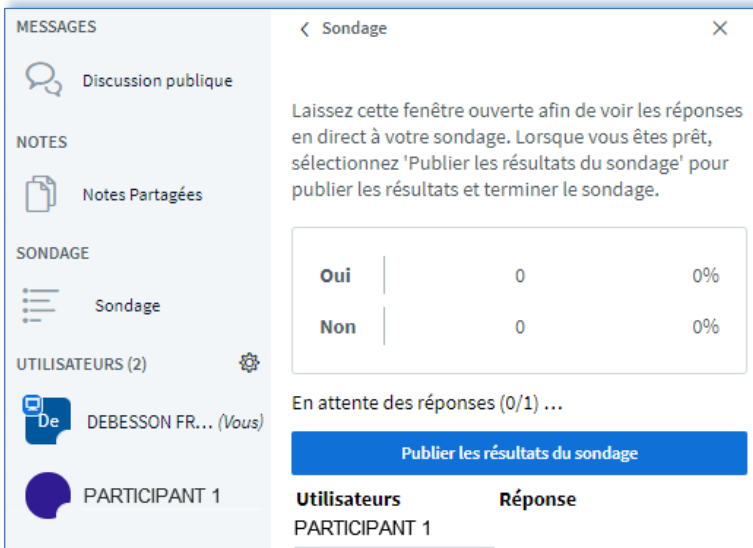 MESSAGES
Discussion publique
NOTES
Notes Partagées
SONDAGE
Sondage
UTILISATEURS (2)
De
DEBESSON FR... (Vous)
PARTICIPANT 1
Sondage
Laissez cette fenêtre ouverte afin de voir les réponses
en direct à votre sondage. Lorsque vous êtes prêt,
sélectionnez 'Publier les résultats du sondage' pour
publier les résultats et terminer le sondage.
Oui 0 0%
Non 0 0%
En attente des réponses (0/1) ...
Publier les résultats du sondage
Utilisateurs Réponse
PARTICIPANT 1